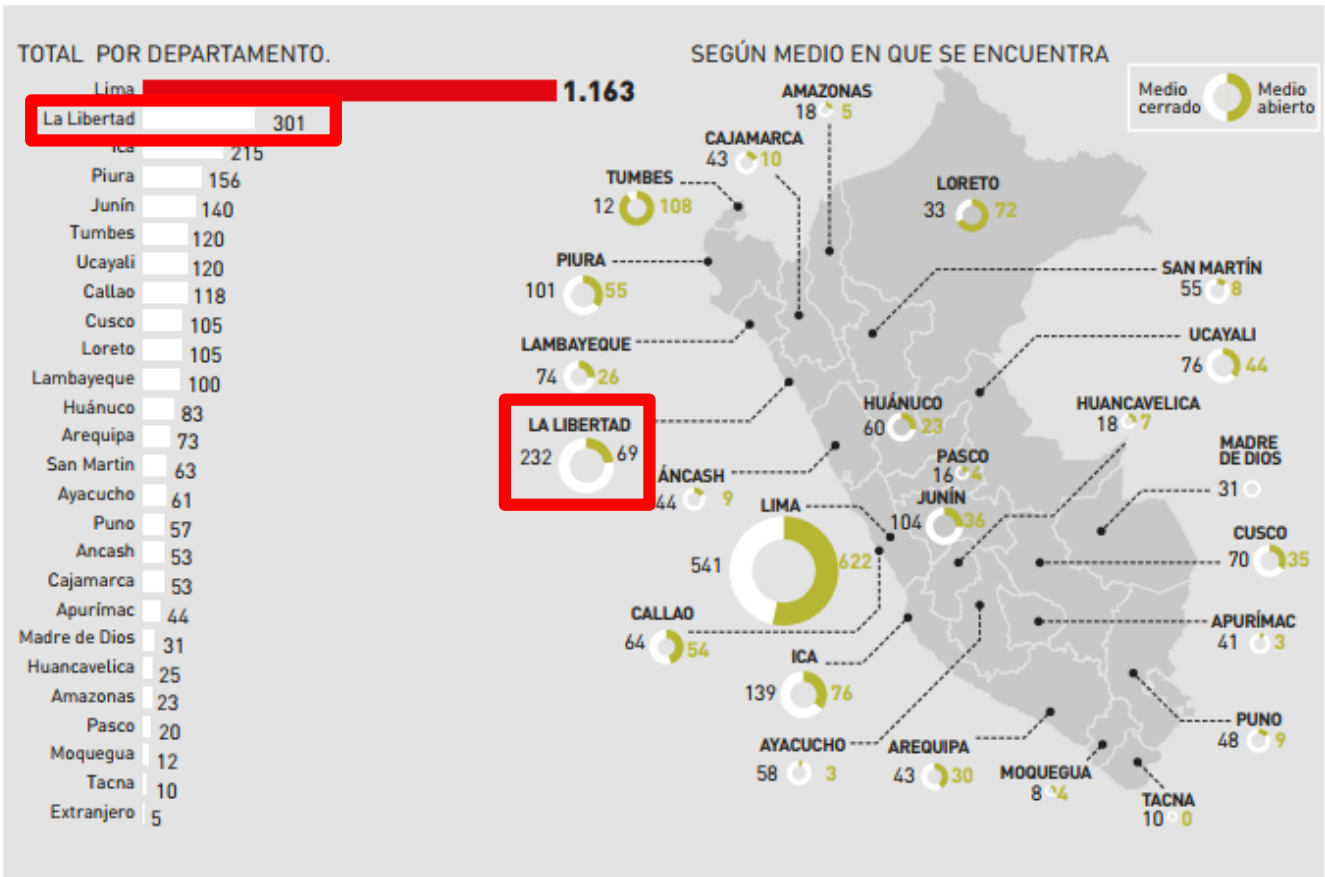 TOTAL POR DEPARTAMENTO.
Lima 1.163
La Libertad 301
Ica 215
Piura 156
Junín 140
Tumbes 120
Ucayali 120
Callao 118
Cusco 105
Loreto 105
Lambayeque 100
Huánuco 83
Arequipa 73
San Martin 63
Ayacucho 61
Puno 57
Ancash 53
Cajamarca 53
Apurímac 44
Madre de Dios 31
Huancavelica 25
Amazonas 23
Pasco 20
Moquegua 12
Tacna 10
Extranjero 5
SEGÚN MEDIO EN QUE SE ENCUENTRA
Medio cerrado
Medio abierto
AMAZONAS
18 5
CAJAMARCA
43 10
TUMBES
12 108
LORETO
33 72
PIURA
101 55
SAN MARTÍN
55 8
LAMBAYEQUE
74 26
UCAYALI
76 44
LA LIBERTAD
232 69
HUÁNUCO
60 23
HUANCAVELICA
18 7
ÁNCASH
44 9
PASCO
16 4
MADRE
DE DIOS
31
LIMA
541 622
JUNÍN
104 36
CUSCO
70 35
CALLAO
64 54
APURÍMAC
41 3
ICA
139 76
PUNO
48 9
AYACUCHO
58 3
AREQUIPA
43 30
MOQUEGUA
8 4
TACNA
10 0